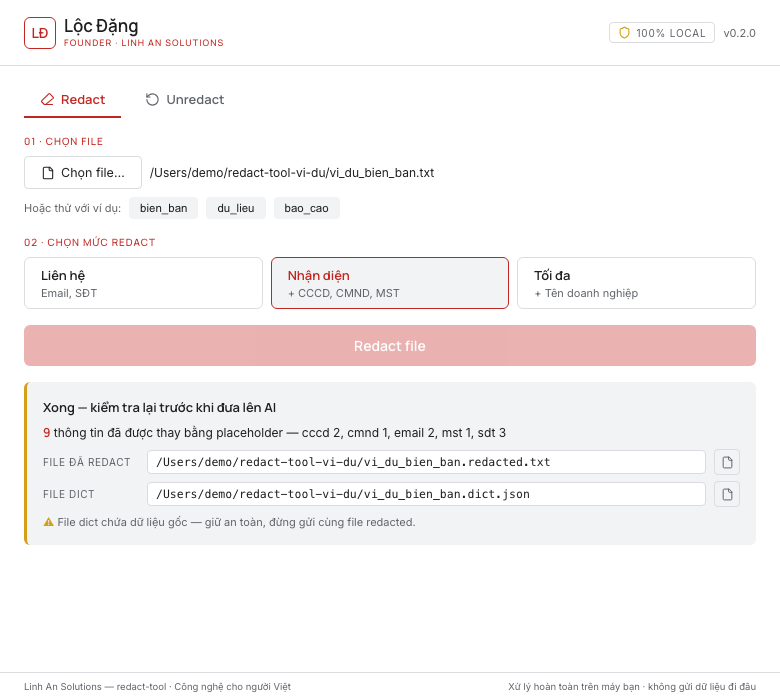 LĐ
Lộc Đặng
FOUNDER · LINH AN SOLUTIONS
100% LOCAL
v0.2.0
Redact
Unredact
01 · CHỌN FILE
Chọn file...
/Users/demo/redact-tool-vi-du/vi_du_bien_ban.txt
Hoặc thử với ví dụ:
bien_ban
du_lieu
bao_cao
02 · CHỌN MỨC REDACT
Liên hệ
Email, SĐT
Nhận diện
+ CCCD, CMND, MST
Tối đa
+ Tên doanh nghiệp
Redact file
Xong — kiểm tra lại trước khi đưa lên AI
9 thông tin đã được thay bằng placeholder — cccd 2, cmnd 1, email 2, mst 1, sdt 3
FILE ĐÃ REDACT
/Users/demo/redact-tool-vi-du/vi_du_bien_ban.redacted.txt
FILE DICT
/Users/demo/redact-tool-vi-du/vi_du_bien_ban.dict.json
File dict chứa dữ liệu gốc — giữ an toàn, đừng gửi cùng file redacted.
Linh An Solutions — redact-tool · Công nghệ cho người Việt
Xử lý hoàn toàn trên máy bạn · không gửi dữ liệu đi đâu